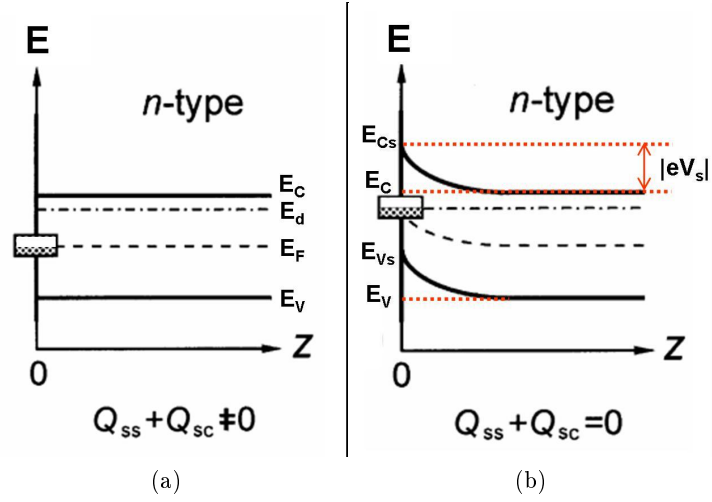 E
n-type
E_C
E_d
E_F
E_V
0
Z
Q_ss + Q_sc ≠ 0
(a)
E
n-type
E_Cs
|eV_s|
E_C
E_Vs
E_V
0
Z
Q_ss + Q_sc = 0
(b)